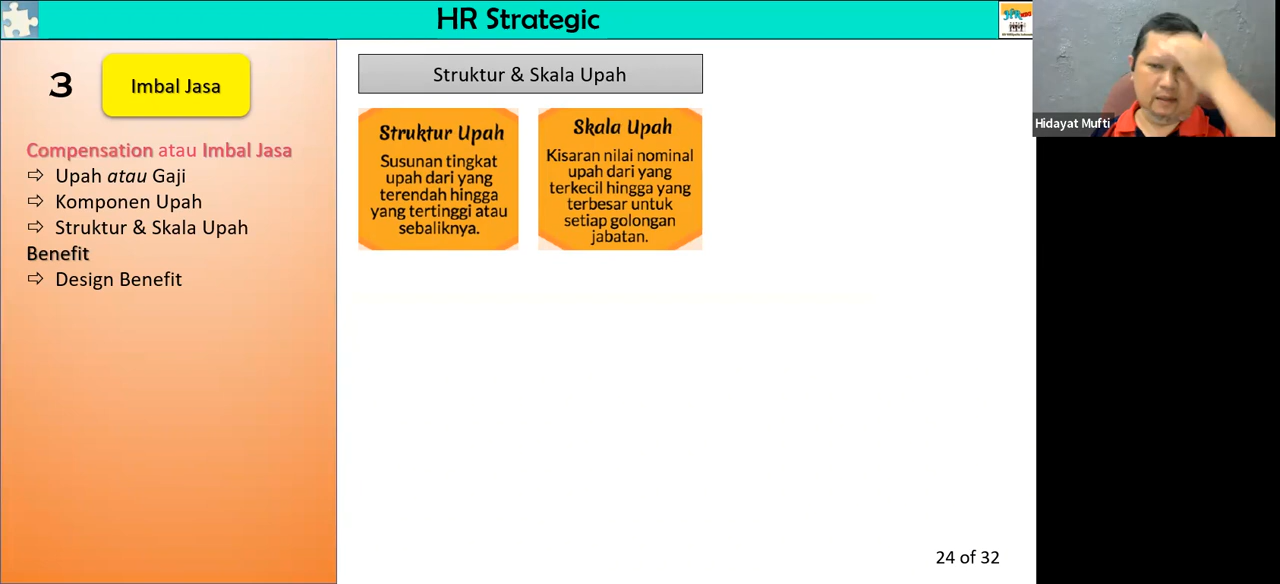 HR Strategic
3
Imbal Jasa
Compensation atau Imbal Jasa
⇨ Upah atau Gaji
⇨ Komponen Upah
⇨ Struktur & Skala Upah
Benefit
⇨ Design Benefit
Struktur & Skala Upah
Struktur Upah
Susunan tingkat
upah dari yang
terendah hingga
yang tertinggi atau
sebaliknya.
Skala Upah
Kisaran nilai nominal
upah dari yang
terkecil hingga yang
terbesar untuk
setiap golongan
jabatan.
24 of 32
Hidayat Mufti